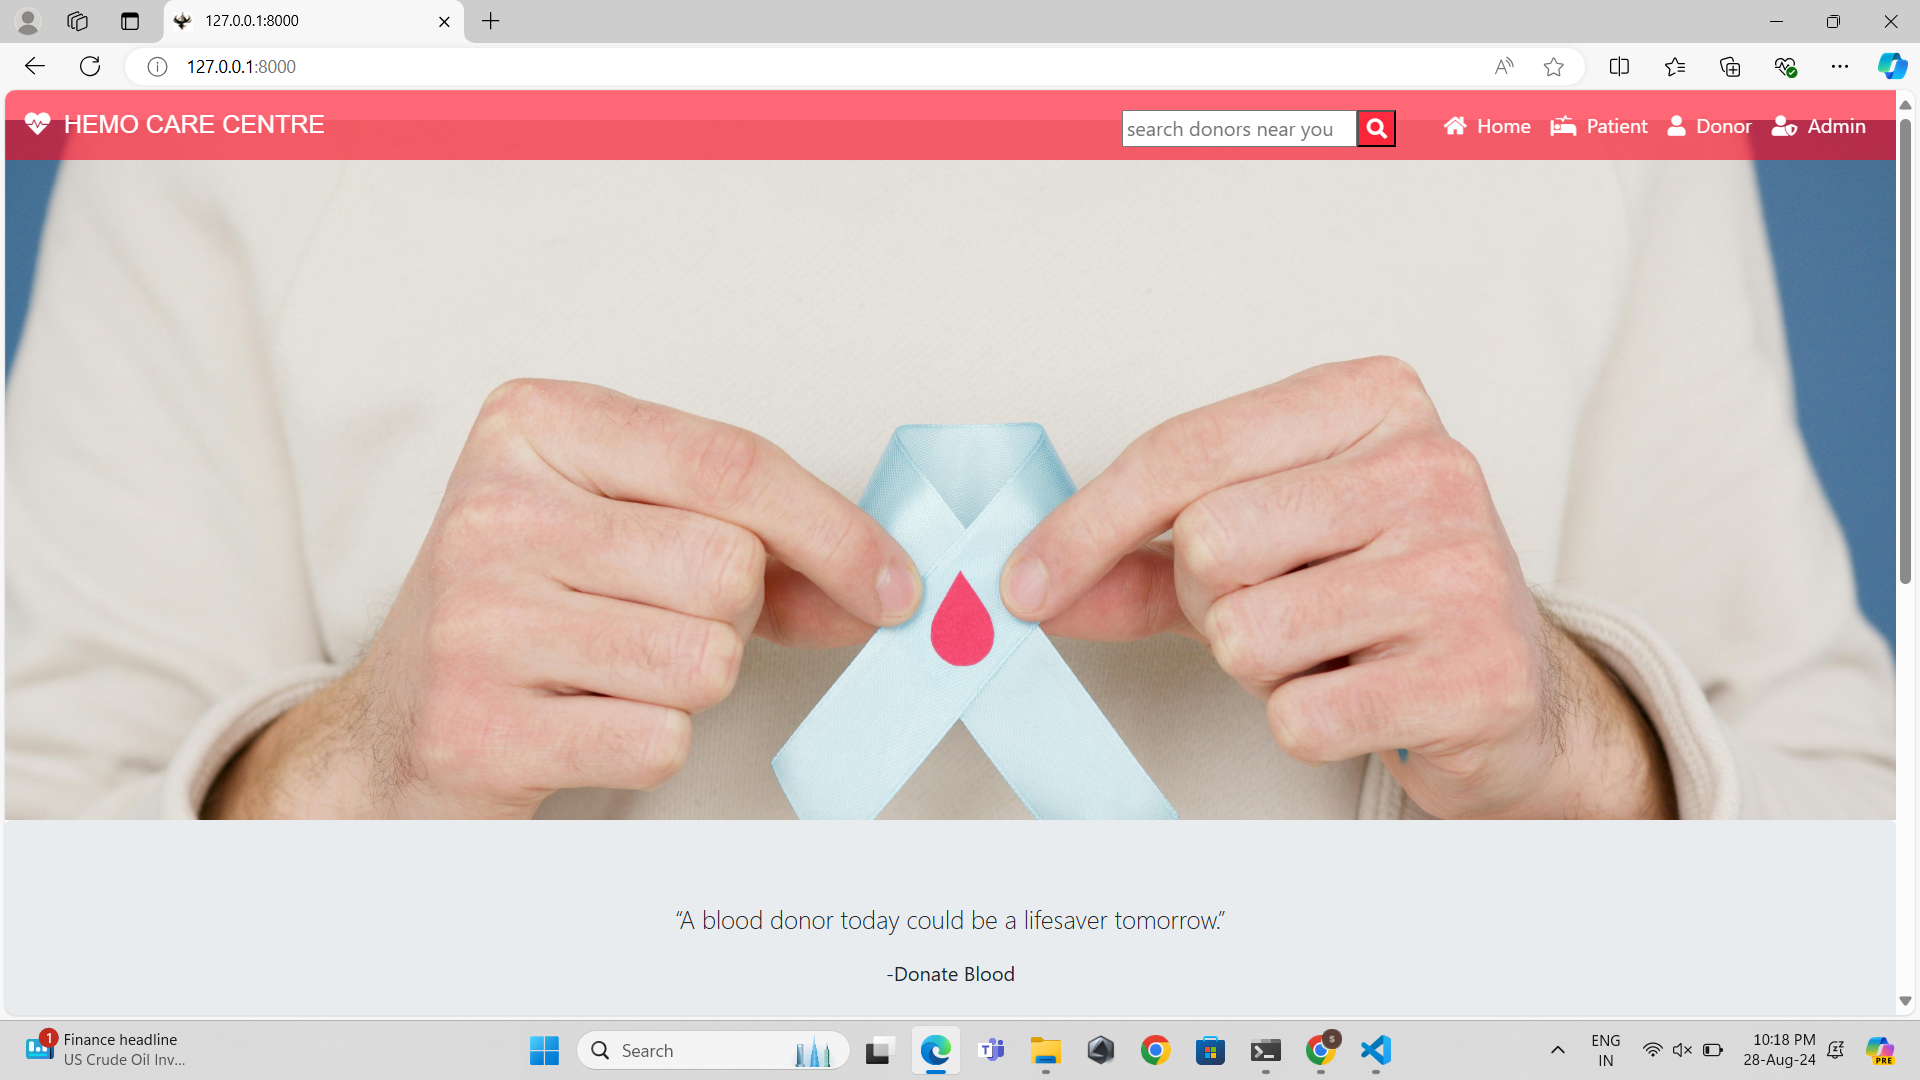 127.0.0.1:8000
127.0.0.1:8000
HEMO CARE CENTRE
search donors near you
Home
Patient
Donor
Admin
“A blood donor today could be a lifesaver tomorrow.”
-Donate Blood
1
Finance headline
US Crude Oil Inv...
Search
S
ENG
IN
10:18 PM
28-Aug-24
PRE